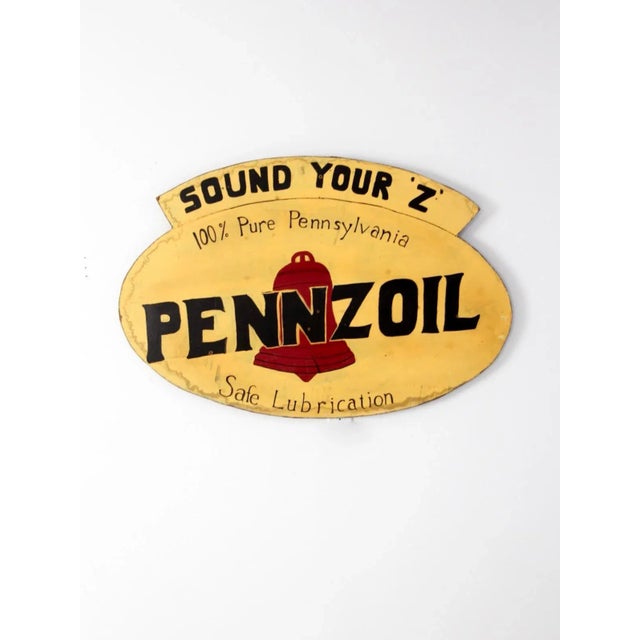 SOUND YOUR 'Z'
100% Pure Pennsylvania
PENNZOIL
Safe Lubrication